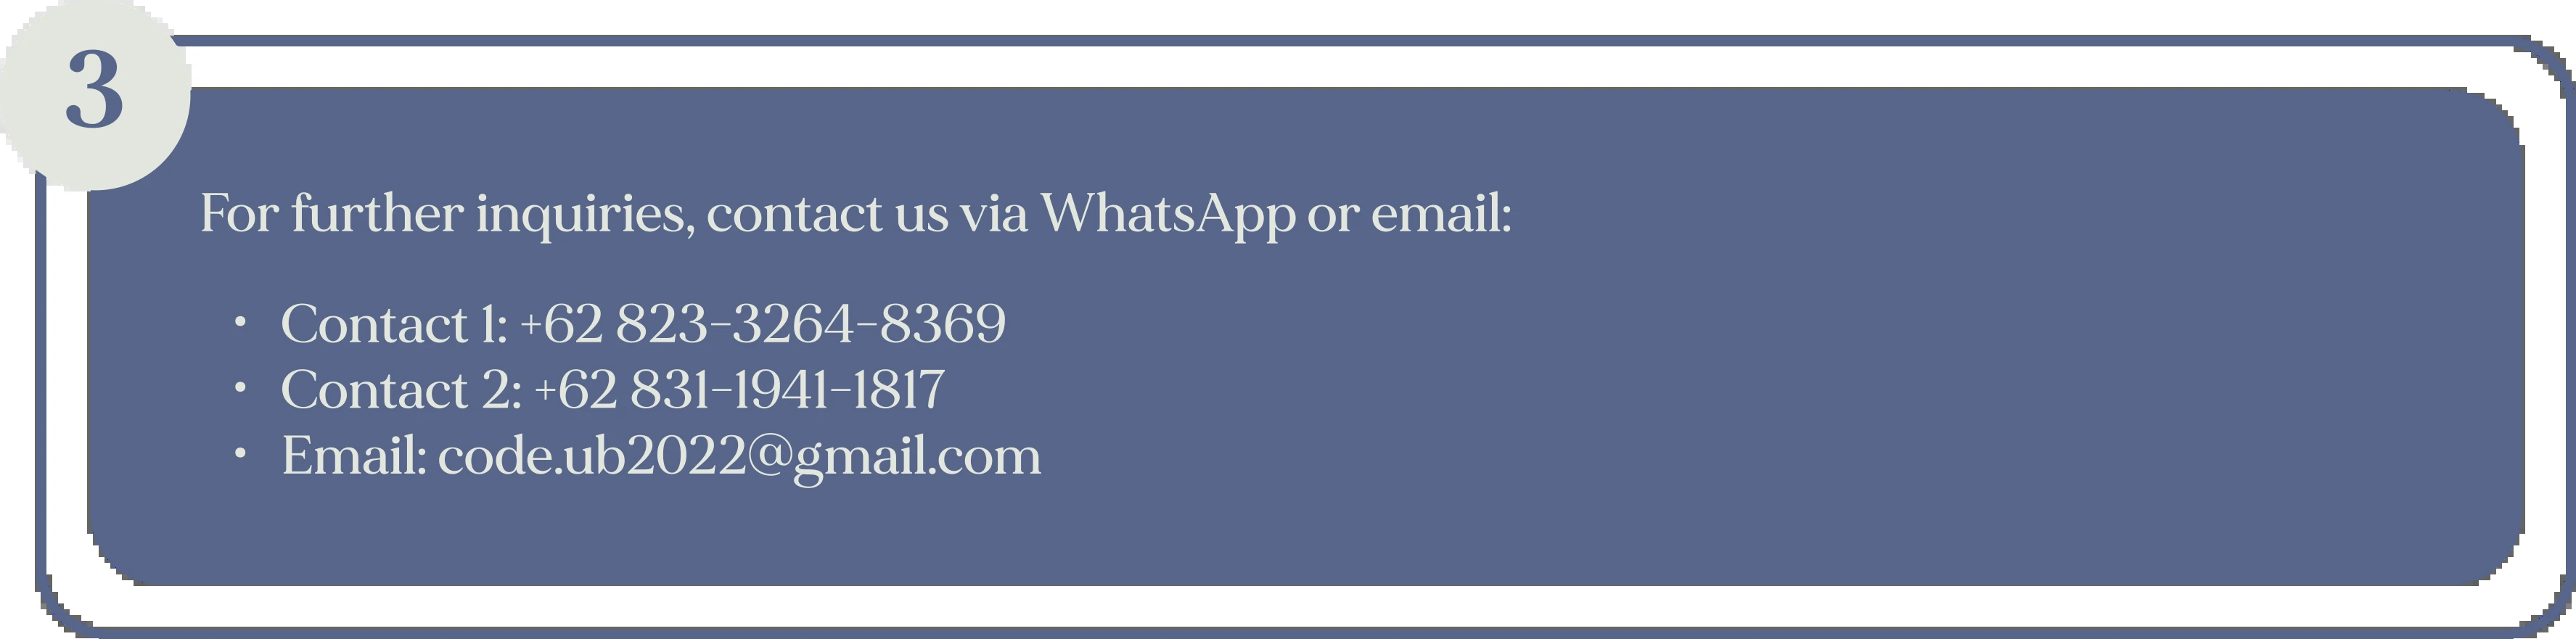 3
For further inquiries, contact us via WhatsApp or email:
• Contact 1: +62 823-3264-8369
• Contact 2: +62 831-1941-1817
• Email: code.ub2022@gmail.com